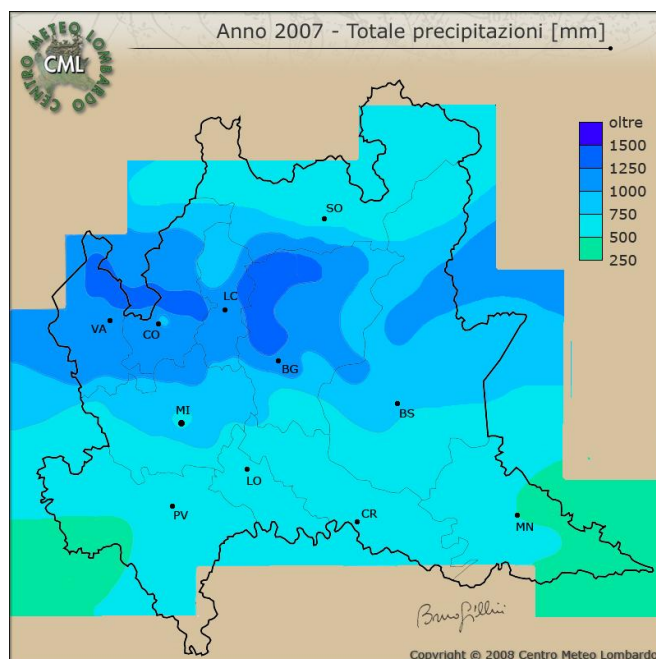 Anno 2007 - Totale precipitazioni [mm]
CENTRO METEO LOMBARDO
CML
oltre
1500
1250
1000
750
500
250
SO
LC
VA
CO
BG
MI
BS
LO
PV
CR
MN
Copyright © 2008 Centro Meteo Lombardo